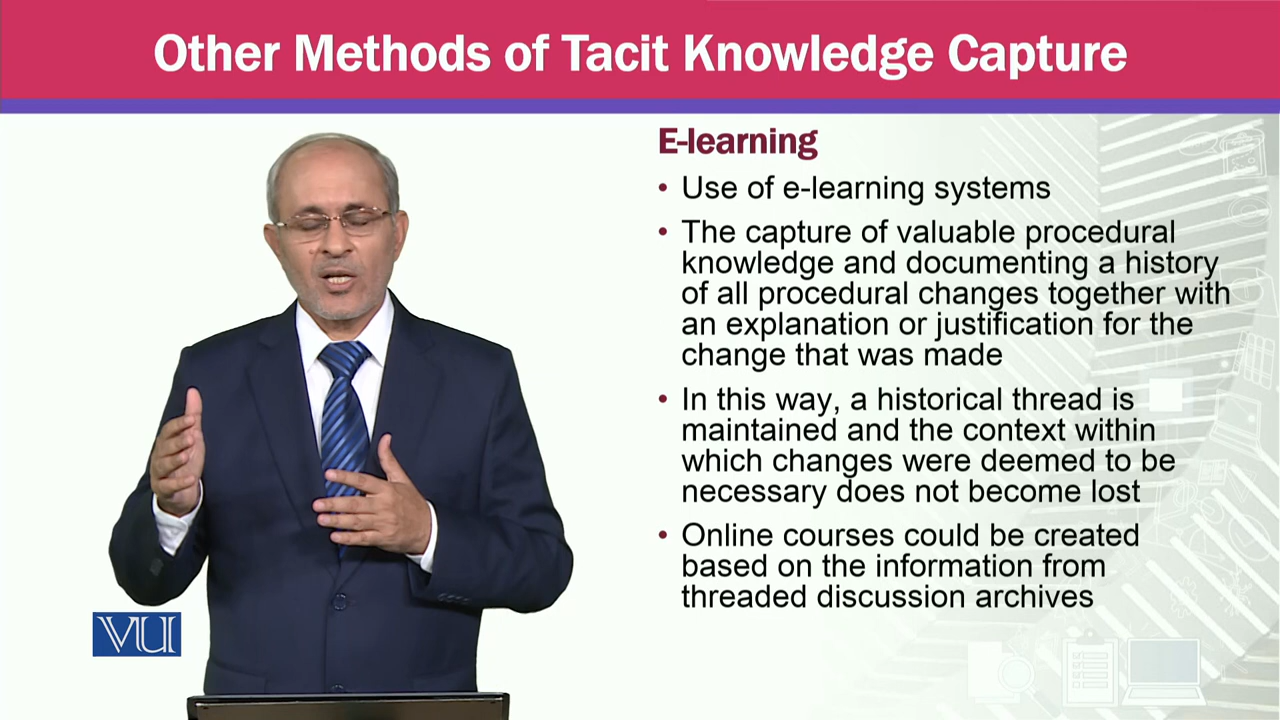 Other Methods of Tacit Knowledge Capture
E-learning
• Use of e-learning systems
• The capture of valuable procedural
knowledge and documenting a history
of all procedural changes together with
an explanation or justification for the
change that was made
• In this way, a historical thread is
maintained and the context within
which changes were deemed to be
necessary does not become lost
• Online courses could be created
based on the information from
threaded discussion archives
VU